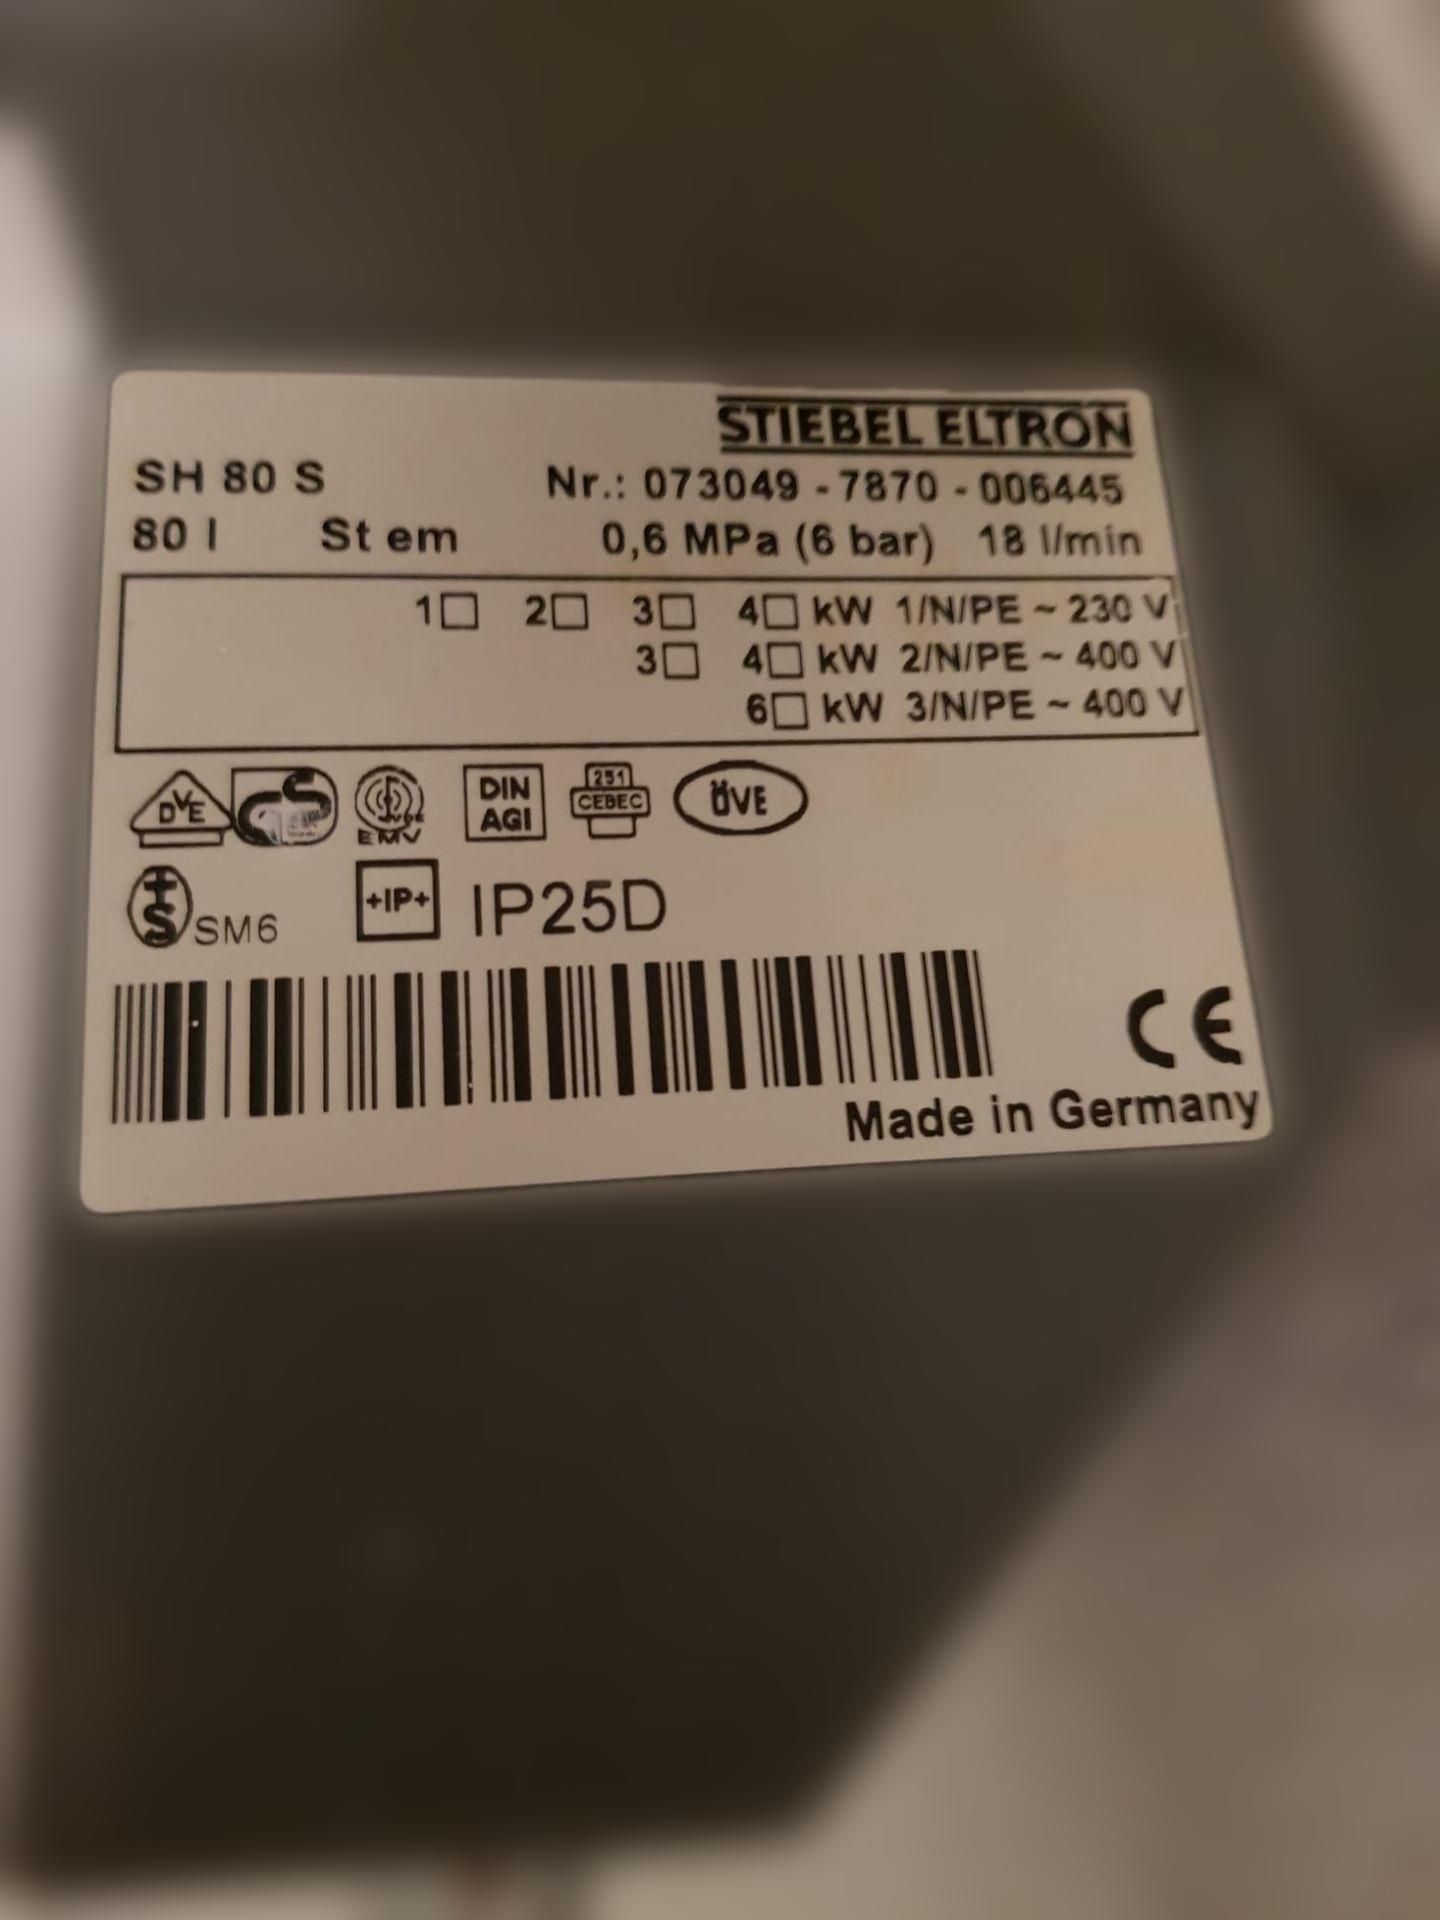 STIEBEL ELTRON
SH 80 S Nr.: 073049 - 7870 - 006445
80 l St em 0,6 MPa (6 bar) 18 l/min
1☐ 2☐ 3☐ 4☐ kW 1/N/PE ~ 230 V
3☐ 4☐ kW 2/N/PE ~ 400 V
6☐ kW 3/N/PE ~ 400 V
DVE GS EMV DIN AGI 251 CEBEC ÖVE
+S SM6 +IP+ IP25D
CE
Made in Germany